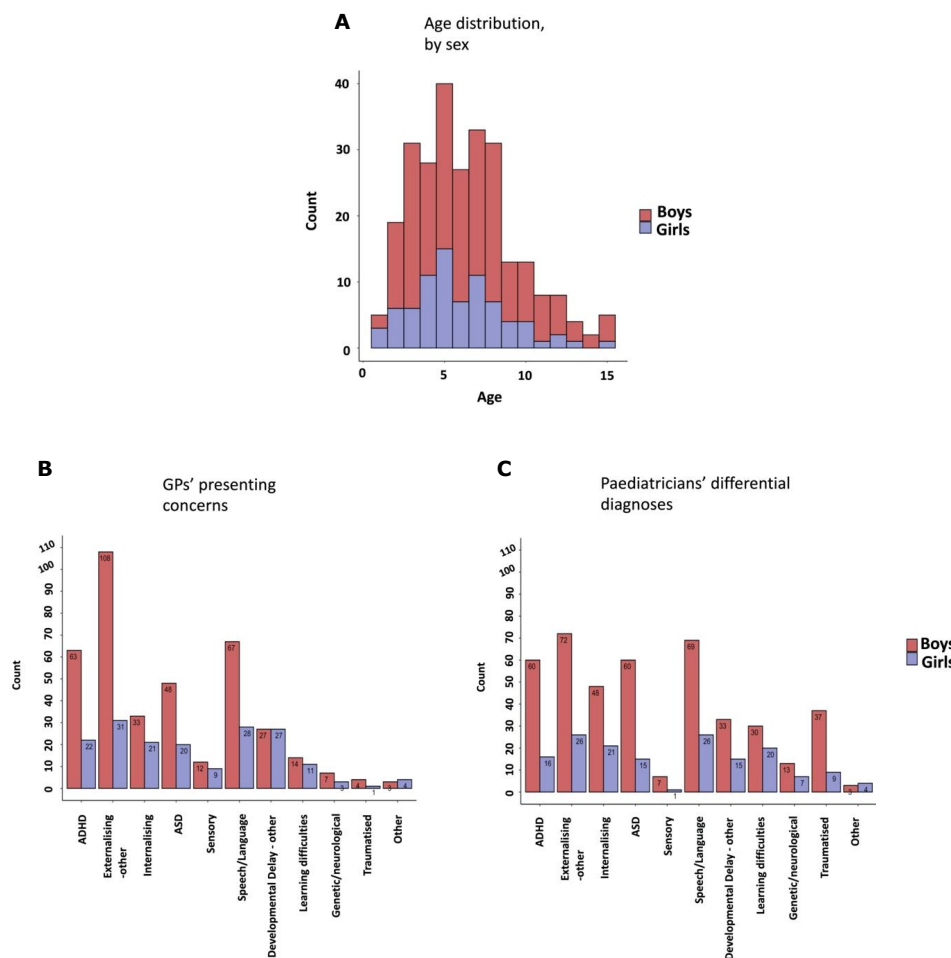 A
Age distribution,
by sex
Count
40
30
20
10
0
0
5
10
15
Age
Boys
Girls
B
GPs' presenting
concerns
Count
110
100
90
80
70
60
50
40
30
20
10
0
63
22
108
31
33
21
48
20
12
9
67
28
27
27
14
11
7
3
4
1
3
4
ADHD
Externalising
-other
Internalising
ASD
Sensory
Speech/Language
Developmental Delay - other
Learning difficulties
Genetic/neurological
Traumatised
Other
C
Paediatricians' differential
diagnoses
Count
110
100
90
80
70
60
50
40
30
20
10
0
60
16
72
26
48
21
60
15
7
1
69
26
33
15
30
20
13
7
37
9
3
4
ADHD
Externalising
-other
Internalising
ASD
Sensory
Speech/Language
Developmental Delay - other
Learning difficulties
Genetic/neurological
Traumatised
Other
Boys
Girls